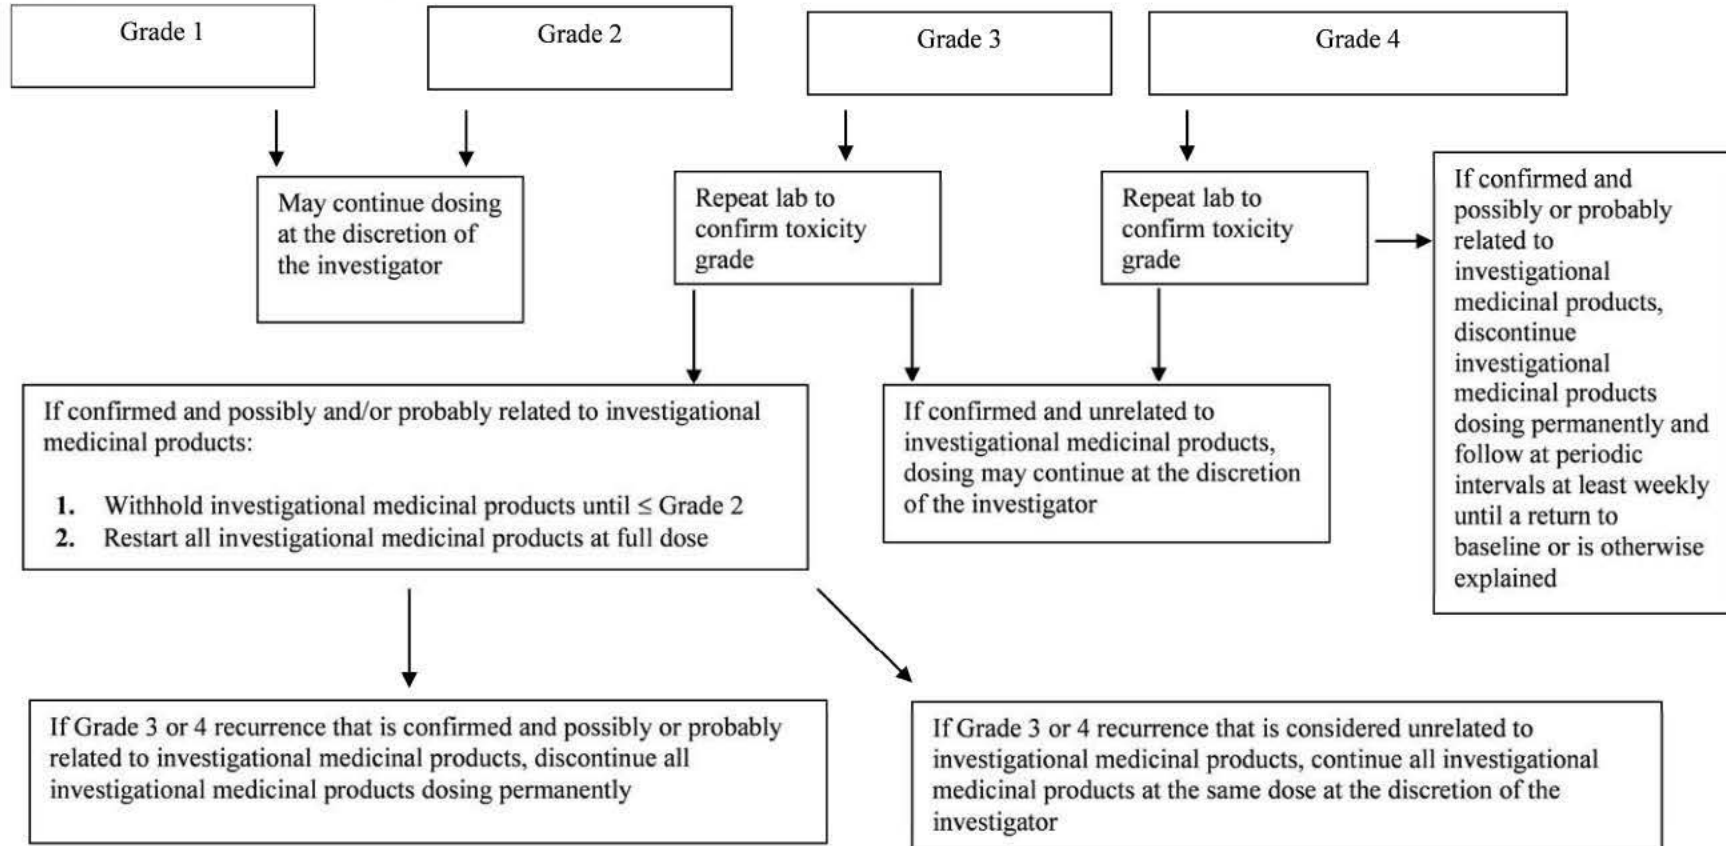 Grade 1
Grade 2
Grade 3
Grade 4
May continue dosing
at the discretion of
the investigator
Repeat lab to
confirm toxicity
grade
Repeat lab to
confirm toxicity
grade
If confirmed and
possibly or probably
related to
investigational
medicinal products,
discontinue
investigational
medicinal products
dosing permanently and
follow at periodic
intervals at least weekly
until a return to
baseline or is otherwise
explained
If confirmed and possibly and/or probably related to investigational
medicinal products:
1. Withhold investigational medicinal products until ≤ Grade 2
2. Restart all investigational medicinal products at full dose
If confirmed and unrelated to
investigational medicinal products,
dosing may continue at the discretion
of the investigator
If Grade 3 or 4 recurrence that is confirmed and possibly or probably
related to investigational medicinal products, discontinue all
investigational medicinal products dosing permanently
If Grade 3 or 4 recurrence that is considered unrelated to
investigational medicinal products, continue all investigational
medicinal products at the same dose at the discretion of the
investigator